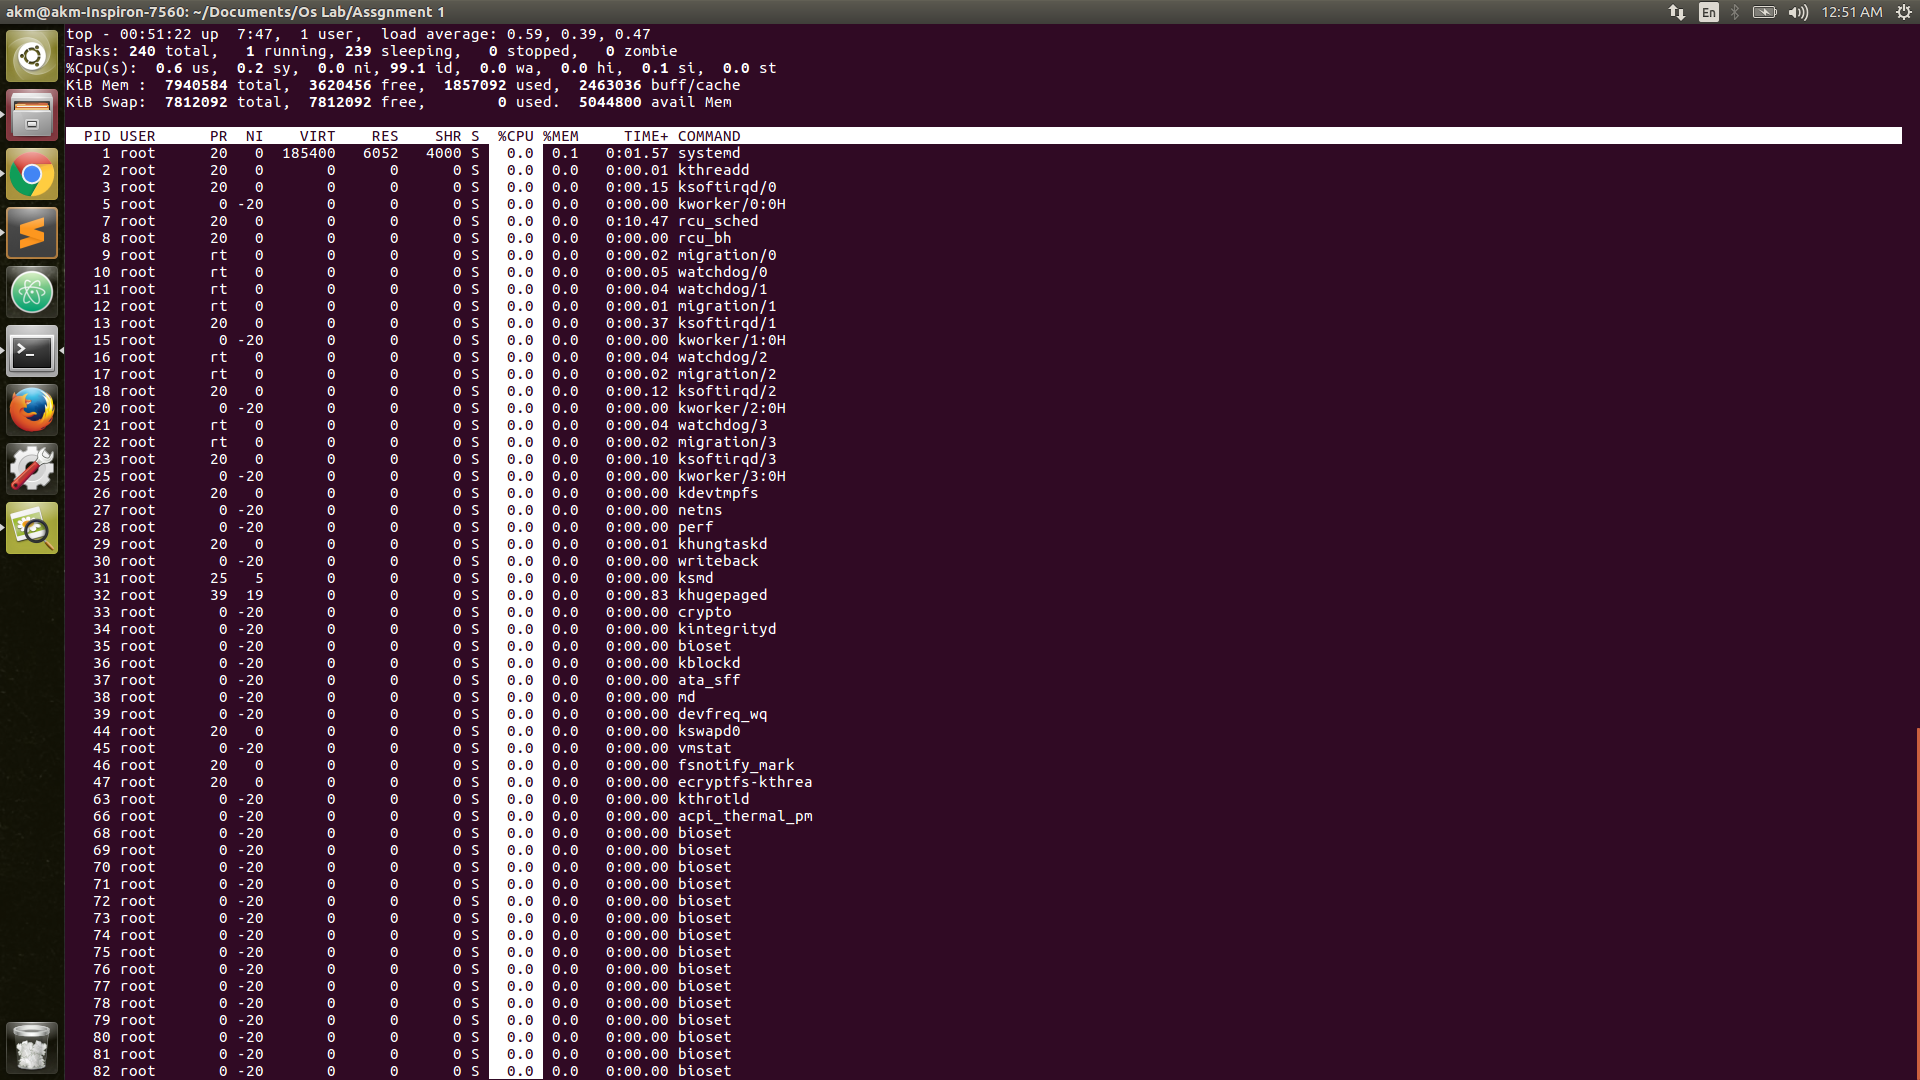 akm@akm-Inspiron-7560: ~/Documents/Os Lab/Assgnment 1
En
12:51 AM
top - 00:51:22 up  7:47,  1 user,  load average: 0.59, 0.39, 0.47
Tasks: 240 total,   1 running, 239 sleeping,   0 stopped,   0 zombie
%Cpu(s):  0.6 us,  0.2 sy,  0.0 ni, 99.1 id,  0.0 wa,  0.0 hi,  0.1 si,  0.0 st
KiB Mem :  7940584 total,  3620456 free,  1857092 used,  2463036 buff/cache
KiB Swap:  7812092 total,  7812092 free,        0 used.  5044800 avail Mem
PID USER      PR  NI    VIRT    RES    SHR S  %CPU %MEM     TIME+ COMMAND
1 root      20   0  185400   6052   4000 S   0.0  0.1   0:01.57 systemd
2 root      20   0       0      0      0 S   0.0  0.0   0:00.01 kthreadd
3 root      20   0       0      0      0 S   0.0  0.0   0:00.15 ksoftirqd/0
5 root       0 -20       0      0      0 S   0.0  0.0   0:00.00 kworker/0:0H
7 root      20   0       0      0      0 S   0.0  0.0   0:10.47 rcu_sched
8 root      20   0       0      0      0 S   0.0  0.0   0:00.00 rcu_bh
9 root      rt   0       0      0      0 S   0.0  0.0   0:00.02 migration/0
10 root      rt   0       0      0      0 S   0.0  0.0   0:00.05 watchdog/0
11 root      rt   0       0      0      0 S   0.0  0.0   0:00.04 watchdog/1
12 root      rt   0       0      0      0 S   0.0  0.0   0:00.01 migration/1
13 root      20   0       0      0      0 S   0.0  0.0   0:00.37 ksoftirqd/1
15 root       0 -20       0      0      0 S   0.0  0.0   0:00.00 kworker/1:0H
16 root      rt   0       0      0      0 S   0.0  0.0   0:00.04 watchdog/2
17 root      rt   0       0      0      0 S   0.0  0.0   0:00.02 migration/2
18 root      20   0       0      0      0 S   0.0  0.0   0:00.12 ksoftirqd/2
20 root       0 -20       0      0      0 S   0.0  0.0   0:00.00 kworker/2:0H
21 root      rt   0       0      0      0 S   0.0  0.0   0:00.04 watchdog/3
22 root      rt   0       0      0      0 S   0.0  0.0   0:00.02 migration/3
23 root      20   0       0      0      0 S   0.0  0.0   0:00.10 ksoftirqd/3
25 root       0 -20       0      0      0 S   0.0  0.0   0:00.00 kworker/3:0H
26 root      20   0       0      0      0 S   0.0  0.0   0:00.00 kdevtmpfs
27 root       0 -20       0      0      0 S   0.0  0.0   0:00.00 netns
28 root       0 -20       0      0      0 S   0.0  0.0   0:00.00 perf
29 root      20   0       0      0      0 S   0.0  0.0   0:00.01 khungtaskd
30 root       0 -20       0      0      0 S   0.0  0.0   0:00.00 writeback
31 root      25   5       0      0      0 S   0.0  0.0   0:00.00 ksmd
32 root      39  19       0      0      0 S   0.0  0.0   0:00.83 khugepaged
33 root       0 -20       0      0      0 S   0.0  0.0   0:00.00 crypto
34 root       0 -20       0      0      0 S   0.0  0.0   0:00.00 kintegrityd
35 root       0 -20       0      0      0 S   0.0  0.0   0:00.00 bioset
36 root       0 -20       0      0      0 S   0.0  0.0   0:00.00 kblockd
37 root       0 -20       0      0      0 S   0.0  0.0   0:00.00 ata_sff
38 root       0 -20       0      0      0 S   0.0  0.0   0:00.00 md
39 root       0 -20       0      0      0 S   0.0  0.0   0:00.00 devfreq_wq
44 root      20   0       0      0      0 S   0.0  0.0   0:00.00 kswapd0
45 root       0 -20       0      0      0 S   0.0  0.0   0:00.00 vmstat
46 root      20   0       0      0      0 S   0.0  0.0   0:00.00 fsnotify_mark
47 root      20   0       0      0      0 S   0.0  0.0   0:00.00 ecryptfs-kthrea
63 root       0 -20       0      0      0 S   0.0  0.0   0:00.00 kthrotld
66 root       0 -20       0      0      0 S   0.0  0.0   0:00.00 acpi_thermal_pm
68 root       0 -20       0      0      0 S   0.0  0.0   0:00.00 bioset
69 root       0 -20       0      0      0 S   0.0  0.0   0:00.00 bioset
70 root       0 -20       0      0      0 S   0.0  0.0   0:00.00 bioset
71 root       0 -20       0      0      0 S   0.0  0.0   0:00.00 bioset
72 root       0 -20       0      0      0 S   0.0  0.0   0:00.00 bioset
73 root       0 -20       0      0      0 S   0.0  0.0   0:00.00 bioset
74 root       0 -20       0      0      0 S   0.0  0.0   0:00.00 bioset
75 root       0 -20       0      0      0 S   0.0  0.0   0:00.00 bioset
76 root       0 -20       0      0      0 S   0.0  0.0   0:00.00 bioset
77 root       0 -20       0      0      0 S   0.0  0.0   0:00.00 bioset
78 root       0 -20       0      0      0 S   0.0  0.0   0:00.00 bioset
79 root       0 -20       0      0      0 S   0.0  0.0   0:00.00 bioset
80 root       0 -20       0      0      0 S   0.0  0.0   0:00.00 bioset
81 root       0 -20       0      0      0 S   0.0  0.0   0:00.00 bioset
82 root       0 -20       0      0      0 S   0.0  0.0   0:00.00 bioset